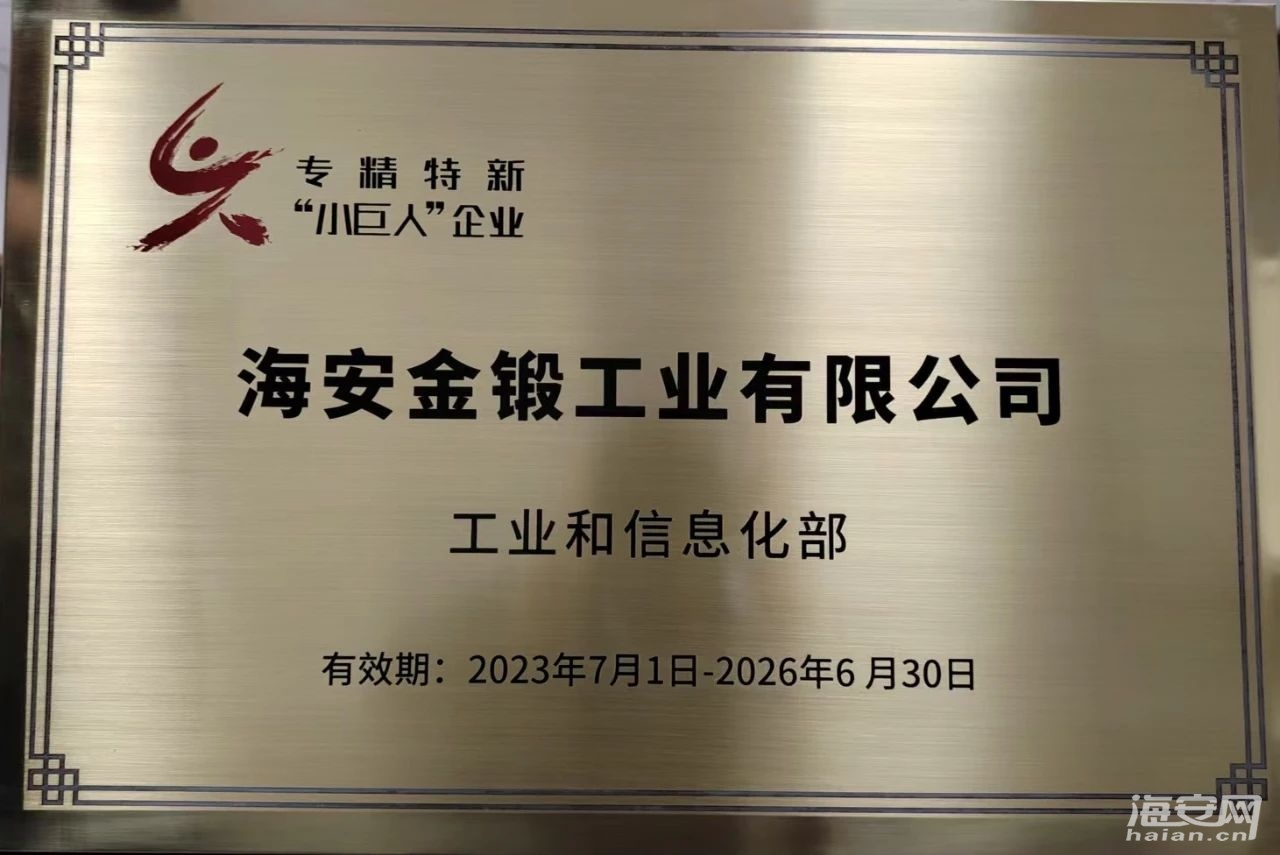 专精特新
“小巨人”企业
海安金锻工业有限公司
工业和信息化部
有效期：2023年7月1日-2026年6月30日
海安网
haian.cn